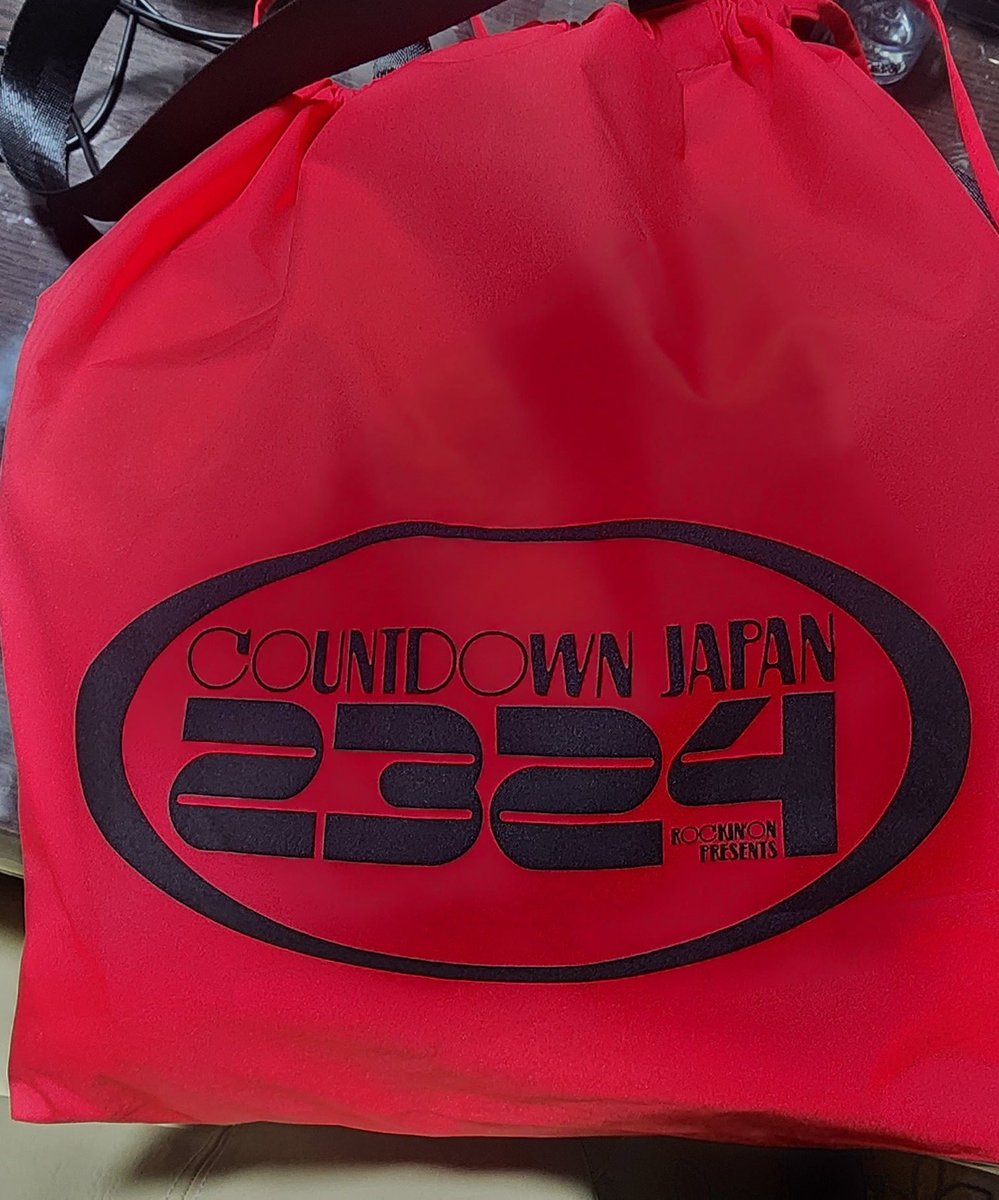 COUNTDOWN JAPAN
2324
ROCKIN'ON
PRESENTS